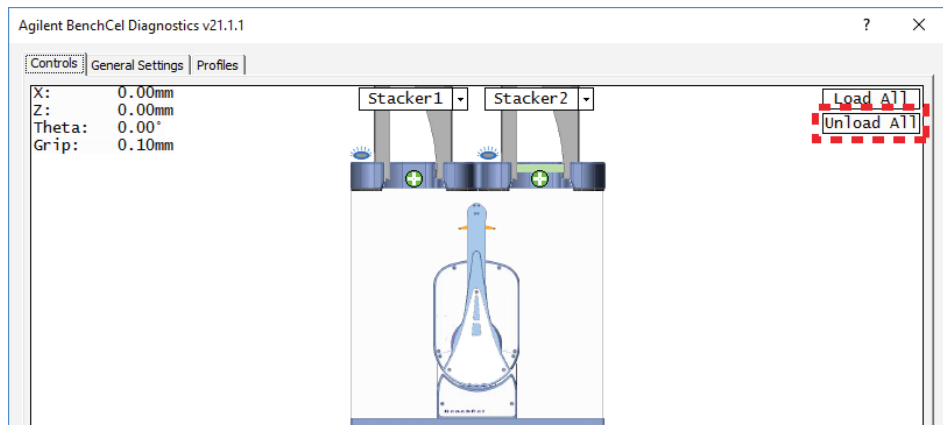 Agilent BenchCel Diagnostics v21.1.1
Controls General Settings Profiles
X: 0.00mm
Z: 0.00mm
Theta: 0.00°
Grip: 0.10mm
Stacker1 Stacker2
Load All
Unload All
BenchCel